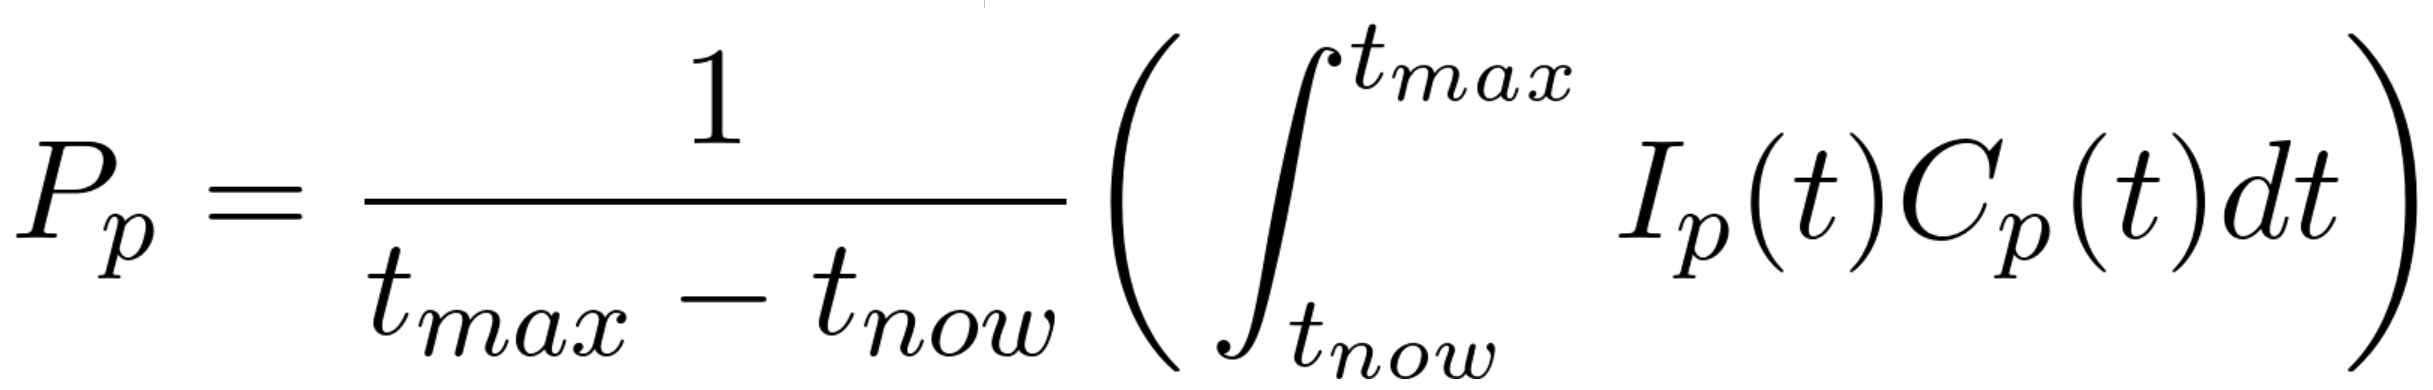 P_p = \frac{1}{t_{max} - t_{now}} \left( \int_{t_{now}}^{t_{max}} I_p(t) C_p(t) dt \right)